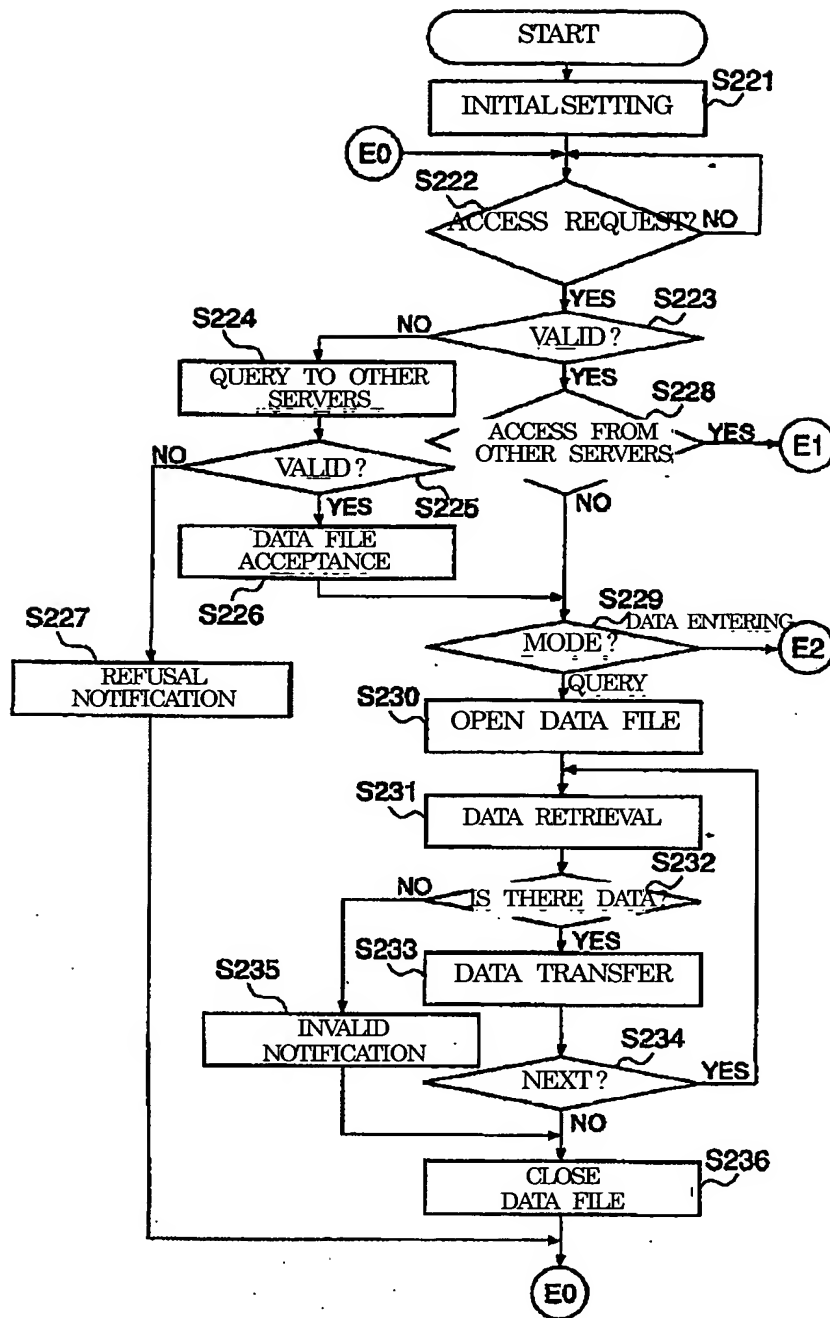 START
S221
INITIAL SETTING
E0
S222
ACCESS REQUEST?
NO
YES
S223
NO
VALID?
S224
QUERY TO OTHER
SERVERS
YES
S228
ACCESS FROM
OTHER SERVERS
YES
E1
NO
VALID?
S225
YES
NO
DATA FILE
ACCEPTANCE
S226
S227
REFUSAL
NOTIFICATION
S229
DATA ENTERING
MODE?
E2
QUERY
S230
OPEN DATA FILE
S231
DATA RETRIEVAL
S232
NO
IS THERE DATA?
YES
S233
DATA TRANSFER
S235
INVALID
NOTIFICATION
S234
NEXT?
YES
NO
S236
CLOSE
DATA FILE
E0